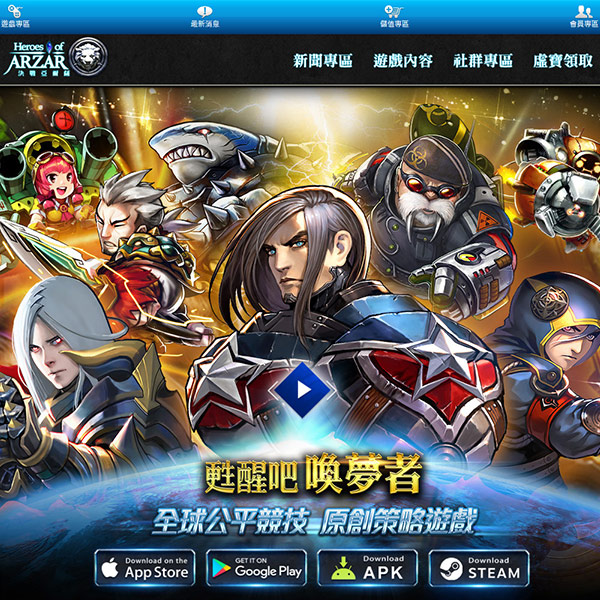 遊戲專區 最新消息 儲值專區 會員專區
Heroes of
ARZAR
決戰亞爾薩
新聞專區 遊戲內容 社群專區 虛寶領取
甦醒吧 喚夢者
全球公平競技 原創策略遊戲
Download on the
App Store
GET IT ON
Google Play
Download
APK
Download
STEAM